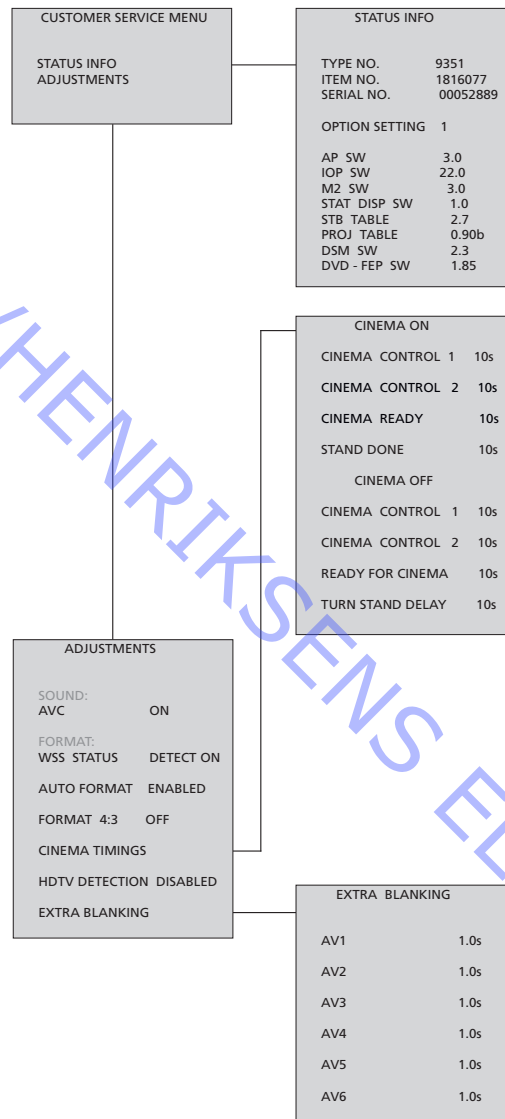 CUSTOMER SERVICE MENU
STATUS INFO
ADJUSTMENTS
STATUS INFO
TYPE NO. 9351
ITEM NO. 1816077
SERIAL NO. 00052889
OPTION SETTING 1
AP SW 3.0
IOP SW 22.0
M2 SW 3.0
STAT DISP SW 1.0
STB TABLE 2.7
PROJ TABLE 0.90b
DSM SW 2.3
DVD - FEP SW 1.85
CINEMA ON
CINEMA CONTROL 1 10s
CINEMA CONTROL 2 10s
CINEMA READY 10s
STAND DONE 10s
CINEMA OFF
CINEMA CONTROL 1 10s
CINEMA CONTROL 2 10s
READY FOR CINEMA 10s
TURN STAND DELAY 10s
ADJUSTMENTS
SOUND:
AVC ON
FORMAT:
WSS STATUS DETECT ON
AUTO FORMAT ENABLED
FORMAT 4:3 OFF
CINEMA TIMINGS
HDTV DETECTION DISABLED
EXTRA BLANKING
EXTRA BLANKING
AV1 1.0s
AV2 1.0s
AV3 1.0s
AV4 1.0s
AV5 1.0s
AV6 1.0s
HENRIKSENS